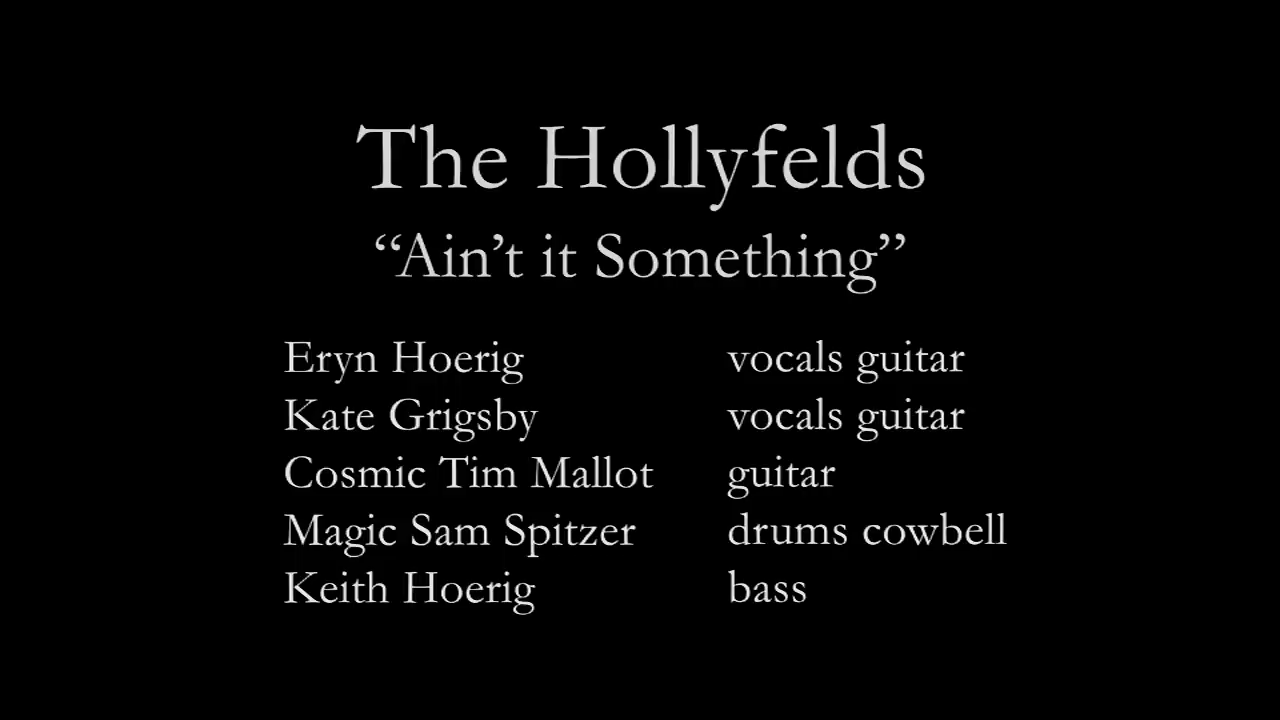 The Hollyfelds
“Ain’t it Something”
Eryn Hoerig vocals guitar
Kate Grigsby vocals guitar
Cosmic Tim Mallot guitar
Magic Sam Spitzer drums cowbell
Keith Hoerig bass